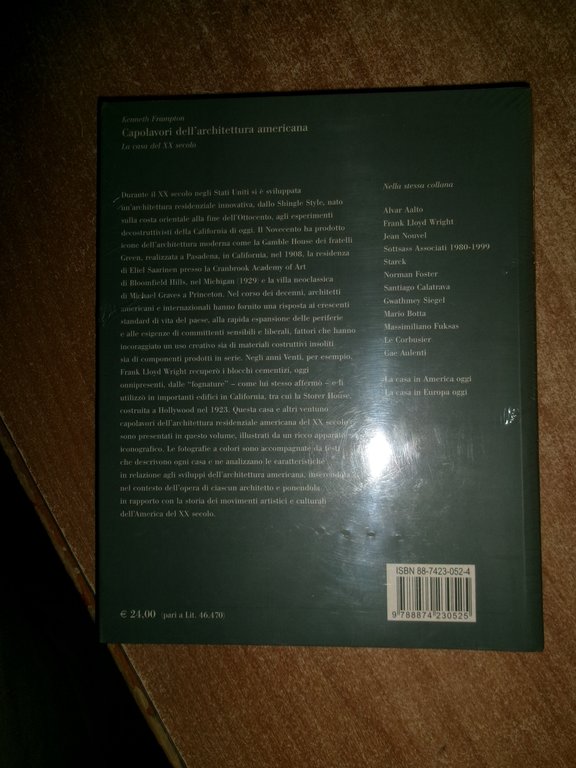 Kenneth Frampton
Capolavori dell'architettura americana
La casa del XX secolo
Durante il XX secolo negli Stati Uniti si è sviluppata
un'architettura residenziale innovativa, dallo Shingle Style, nato
sulla costa orientale alla fine dell'Ottocento, agli esperimenti
decostruttivisti della California di oggi. Il Novecento ha prodotto
icone dell'architettura moderna come la Gamble House dei fratelli
Green, realizzata a Pasadena, in California, nel 1908, la residenza
di Eliel Saarinen presso la Cranbrook Academy of Art
di Bloomfield Hills, nel Michigan (1929) e la villa neoclassica
di Michael Graves a Princeton. Nel corso dei decenni, architetti
americani e internazionali hanno fornito una risposta ai crescenti
standard di vita del paese, alla rapida espansione delle periferie
e alle esigenze di committenti sensibili e liberali, fattori che hanno
incoraggiato un uso creativo sia di materiali costruttivi insoliti
sia di componenti prodotti in serie. Negli anni Venti, per esempio,
Frank Lloyd Wright recuperò i blocchi cementizi, oggi
onnipresenti, dalle "fognature" – come lui stesso affermò – e li
utilizzò in importanti edifici in California, tra cui la Storer House,
costruita a Hollywood nel 1923. Questa casa e altri ventuno
capolavori dell'architettura residenziale americana del XX secolo
sono presentati in questo volume, illustrati da un ricco apparato
iconografico. Le fotografie a colori sono accompagnate da testi
che descrivono ogni casa e ne analizzano le caratteristiche
in relazione agli sviluppi dell'architettura americana, inserendola
nel contesto dell'opera di ciascun architetto e ponendola
in rapporto con la storia dei movimenti artistici e culturali
dell'America del XX secolo.
€ 24,00 (pari a Lit. 46.470)
Nella stessa collana
Alvar Aalto
Frank Lloyd Wright
Jean Nouvel
Sottsass Associati 1980-1999
Starck
Norman Foster
Santiago Calatrava
Gwathmey Siegel
Mario Botta
Massimiliano Fuksas
Le Corbusier
Gae Aulenti
La casa in America oggi
La casa in Europa oggi
ISBN 88-7423-052-4
9 788874 230525